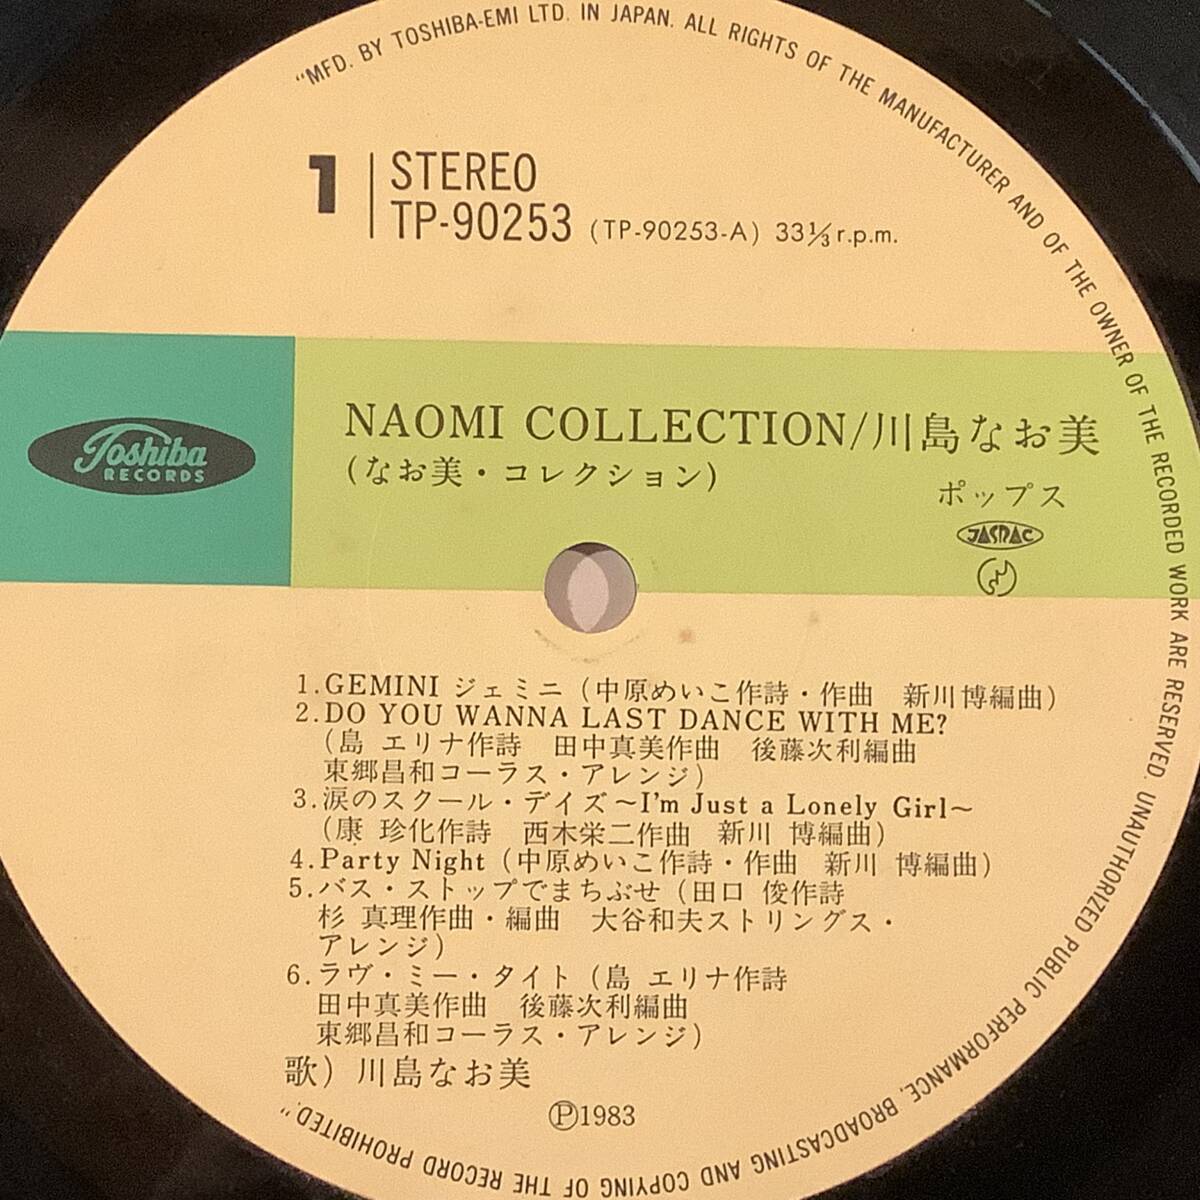 “MFD. BY TOSHIBA-EMI LTD. IN JAPAN. ALL RIGHTS OF THE MANUFACTURER AND OF THE OWNER OF THE RECORDED WORK ARE RESERVED. UNAUTHORIZED PUBLIC PERFORMANCE, BROADCASTING AND COPYING OF THE RECORD PROHIBITED.”
1 STEREO
TP-90253 (TP-90253-A) 33⅓r.p.m.
Toshiba
RECORDS
NAOMI COLLECTION/川島なお美
(なお美・コレクション)
ポップス
JASRAC
1.GEMINI ジェミニ (中原めいこ作詩・作曲 新川博編曲)
2.DO YOU WANNA LAST DANCE WITH ME?
(島 エリナ作詩 田中真美作曲 後藤次利編曲
東郷昌和コーラス・アレンジ)
3.涙のスクール・デイズ~I'm Just a Lonely Girl~
(康 珍化作詩 西木栄二作曲 新川 博編曲)
4.Party Night (中原めいこ作詩・作曲 新川 博編曲)
5.バス・ストップでまちぶせ (田口 俊作詩
杉 真理作曲・編曲 大谷和夫ストリングス・
アレンジ)
6.ラヴ・ミー・タイト (島 エリナ作詩
田中真美作曲 後藤次利編曲
東郷昌和コーラス・アレンジ)
歌) 川島なお美
Ⓟ1983